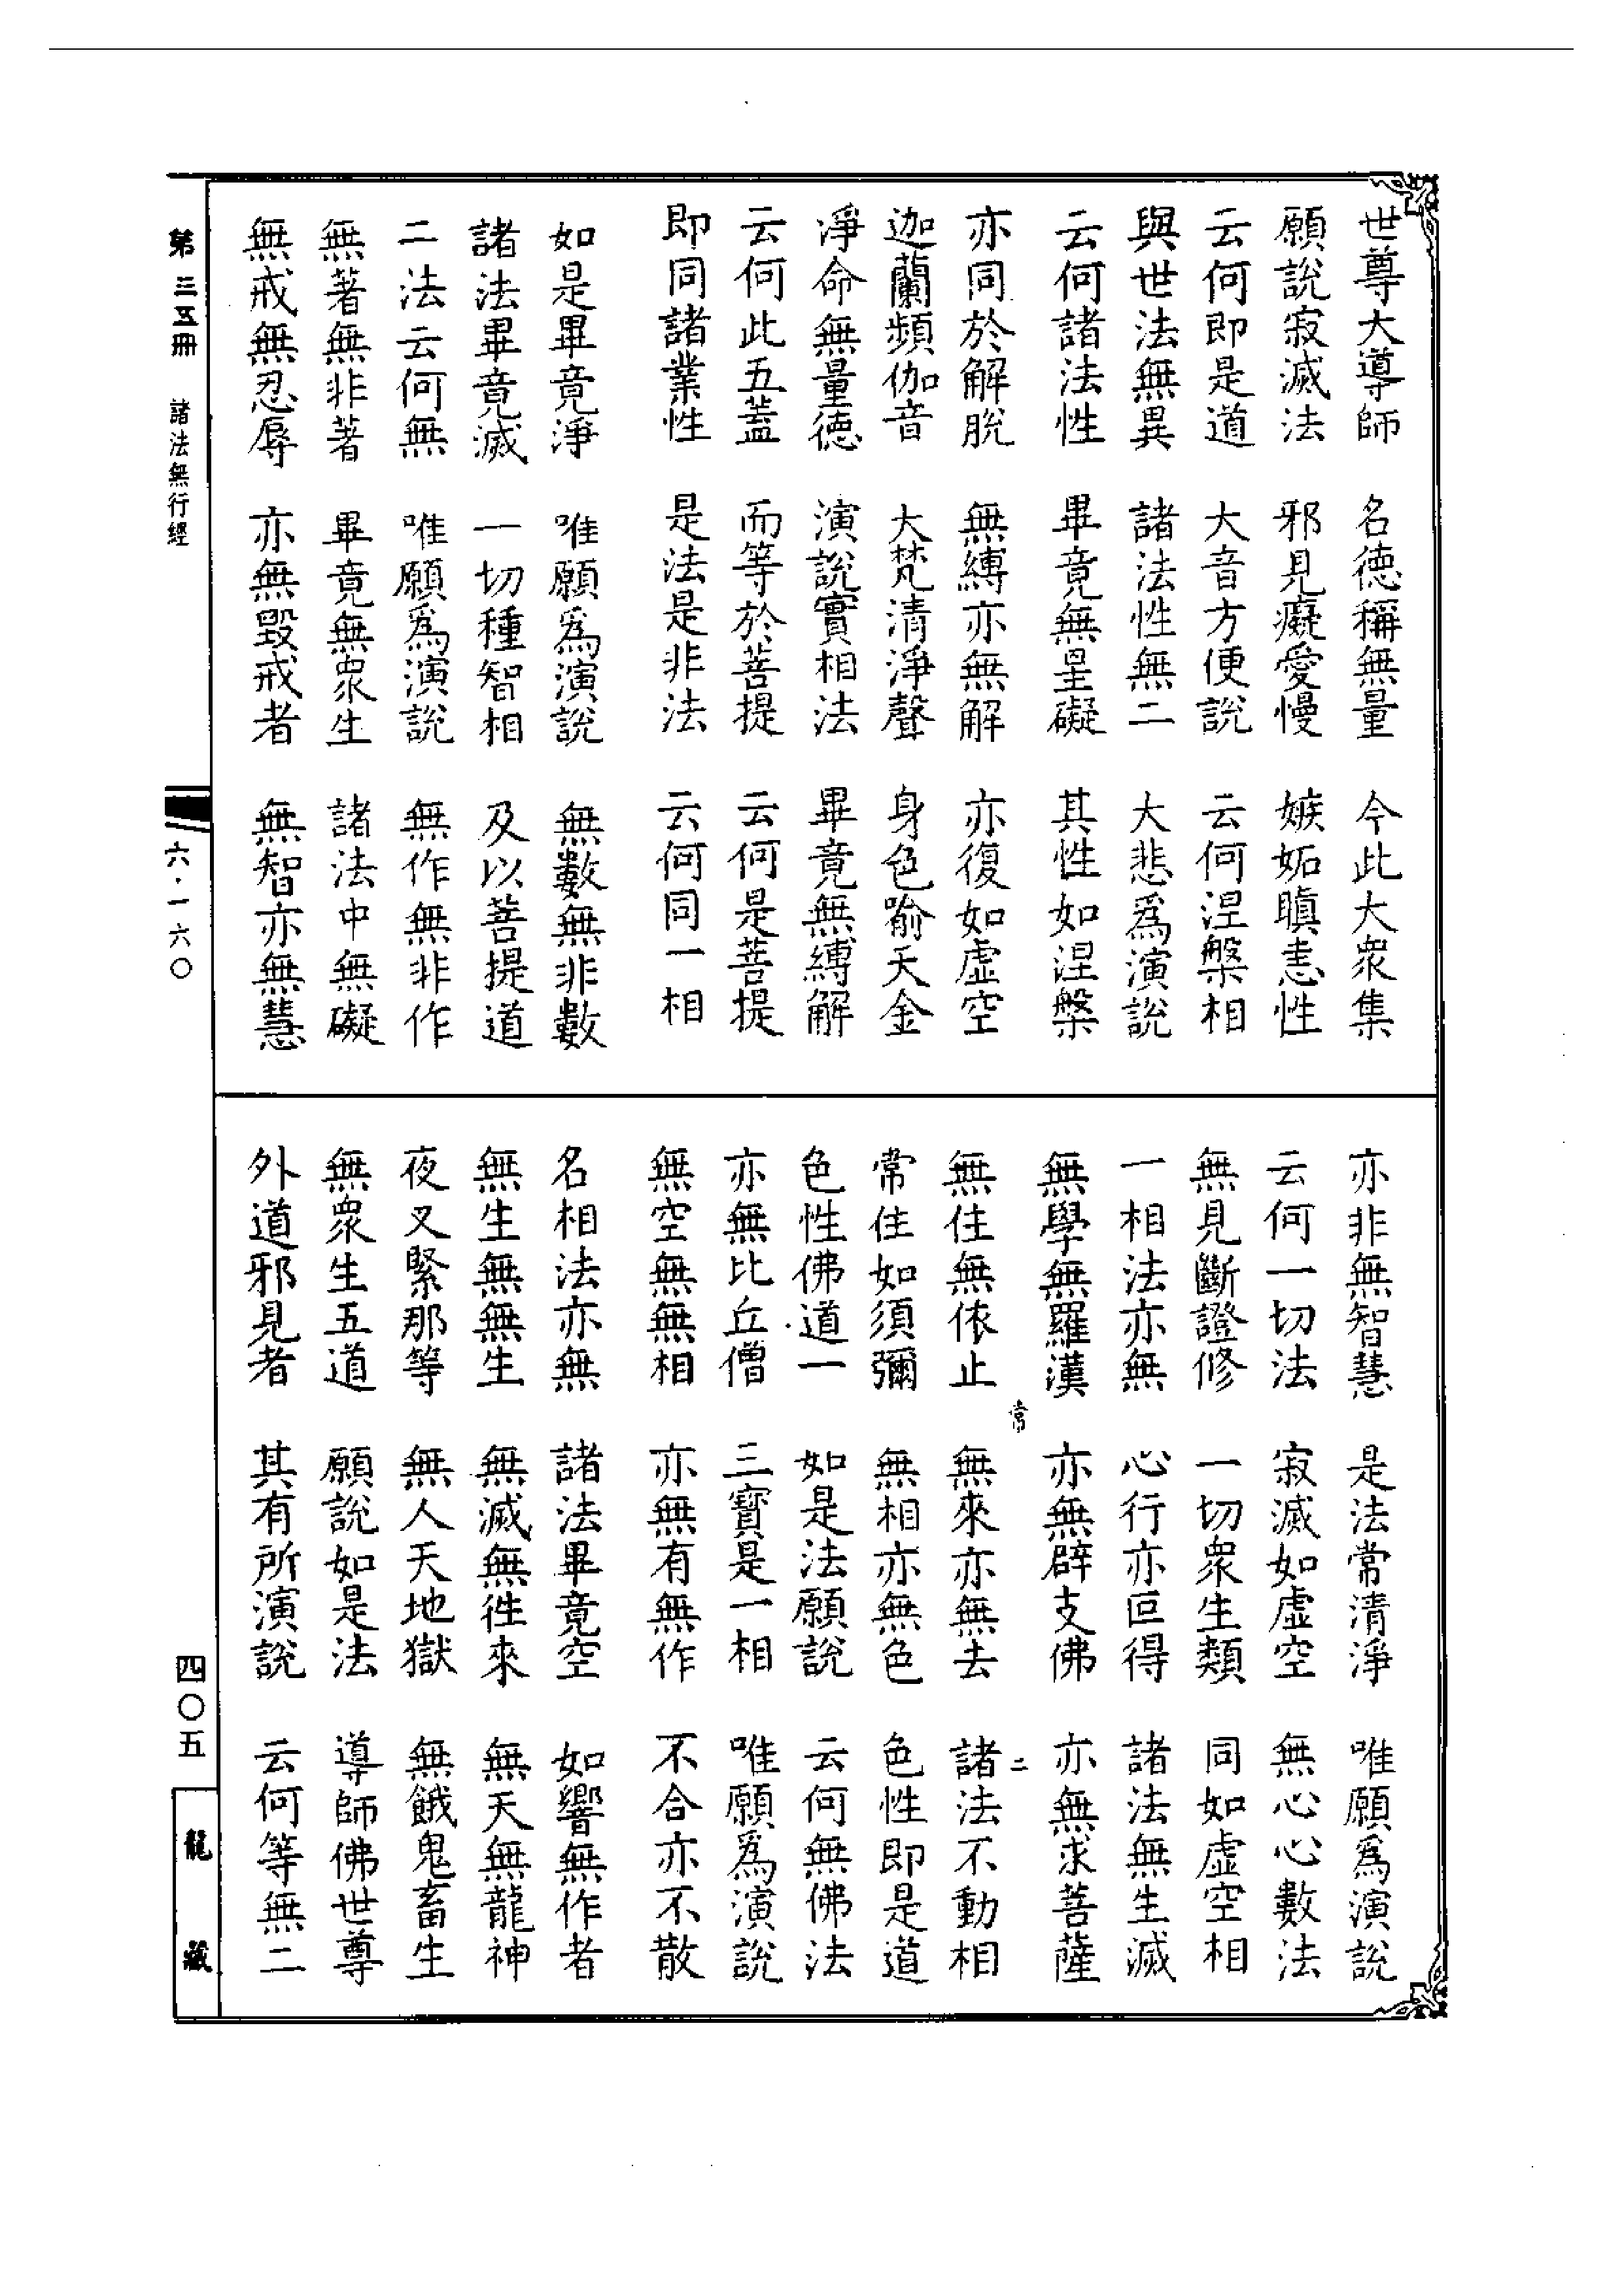 世尊大導師　名德稱無量　今此大眾集
願說寂滅法　邪見癡愛慢　嫉妬瞋恚性
云何即是道　大音方便說　云何涅槃相
與世法無異　諸法性無二　大悲爲演說
云何諸法性　畢竟無罣礙　其性如涅槃
亦同於解脫　無縛亦無解　亦復如虛空
迦蘭頻伽音　大梵清淨聲　身色喻天金
淨命無量德　演說實相法　畢竟無縛解
云何此五蓋　而等於菩提　云何是菩提
即同諸業性　是法是非法　云何同一相
如是畢竟淨　唯願爲演說　無數無非數
諸法畢竟滅　一切種智相　及以菩提道
二法云何無　唯願爲演說　無作無非作
無著無非著　畢竟無眾生　諸法中無礙
無戒無忍辱　亦無毀戒者　無智亦無慧
亦非無智慧　是法常清淨　唯願爲演說
云何一切法　寂滅如虛空　無心心數法
無見斷證修　一切眾生類　同如虛空相
一相法亦無　心行亦叵得　諸法無生滅
無學無羅漢　亦無辟支佛　亦無求菩薩
常　二
無住無依止　無來亦無去　諸法不動相
常住如須彌　無相亦無色　色性即是道
色性佛道一　如是法願說　云何無佛法
亦無比丘僧　三寶是一相　唯願爲演說
無空無無相　亦無有無作　不合亦不散
名相法亦無　諸法畢竟空　如響無作者
無生無無生　無滅無徃來　無天無龍神
夜叉緊那等　無人天地獄　無餓鬼畜生
無眾生五道　願說如是法　導師佛世尊
外道邪見者　其有所演說　云何等無二
第三五冊　諸法無行經　六·一六〇
四〇五　龍藏